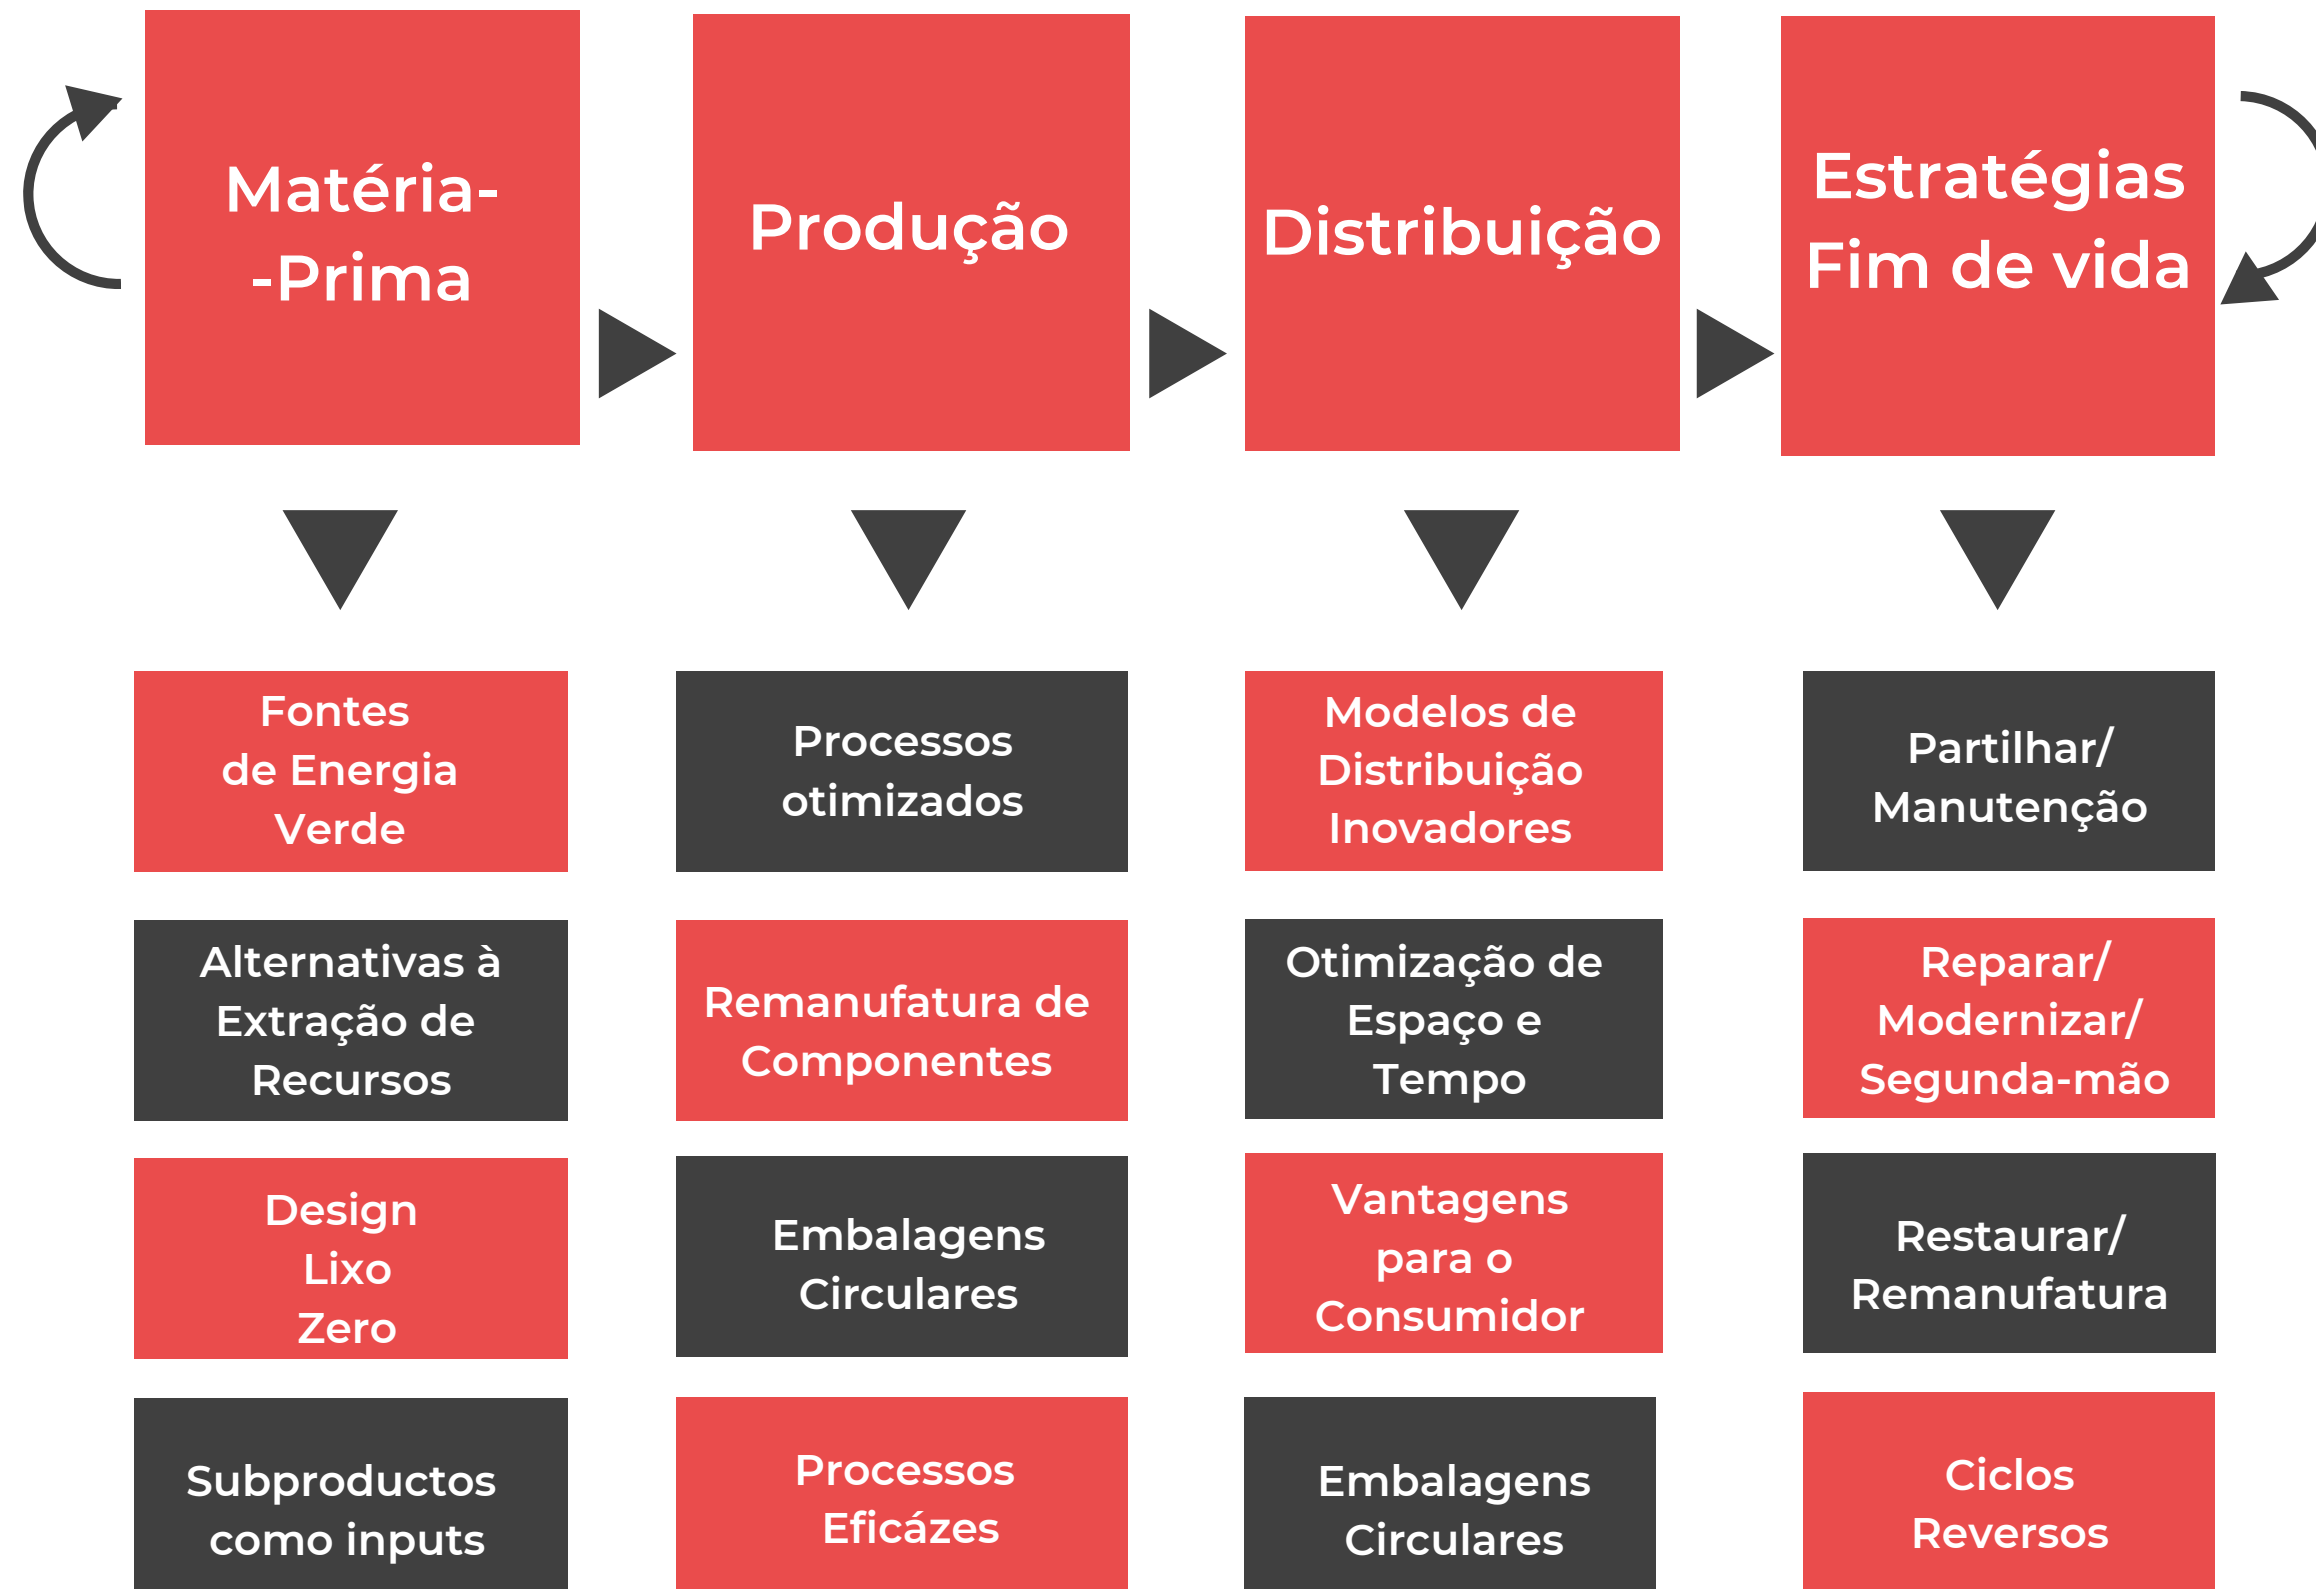 Matéria-
-Prima
Produção
Distribuição
Estratégias
Fim de vida
Fontes
de Energia
Verde
Processos
otimizados
Modelos de
Distribuição
Inovadores
Partilhar/
Manutenção
Alternativas à
Extração de
Recursos
Remanufatura de
Componentes
Otimização de
Espaço e
Tempo
Reparar/
Modernizar/
Segunda-mão
Design
Lixo
Zero
Embalagens
Circulares
Vantagens
para o
Consumidor
Restaurar/
Remanufatura
Subproductos
como inputs
Processos
Eficázes
Embalagens
Circulares
Ciclos
Reversos